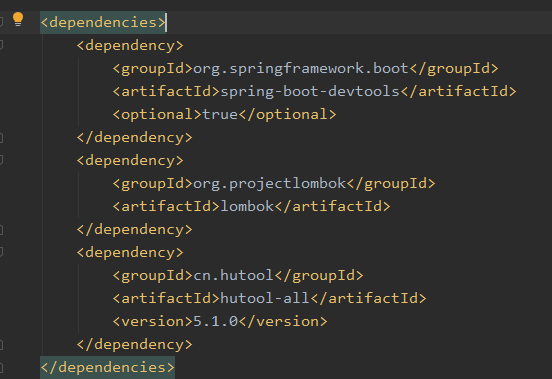 <dependencies>
<dependency>
<groupId>org.springframework.boot</groupId>
<artifactId>spring-boot-devtools</artifactId>
<optional>true</optional>
</dependency>
<dependency>
<groupId>org.projectlombok</groupId>
<artifactId>lombok</artifactId>
</dependency>
<dependency>
<groupId>cn.hutool</groupId>
<artifactId>hutool-all</artifactId>
<version>5.1.0</version>
</dependency>
</dependencies>